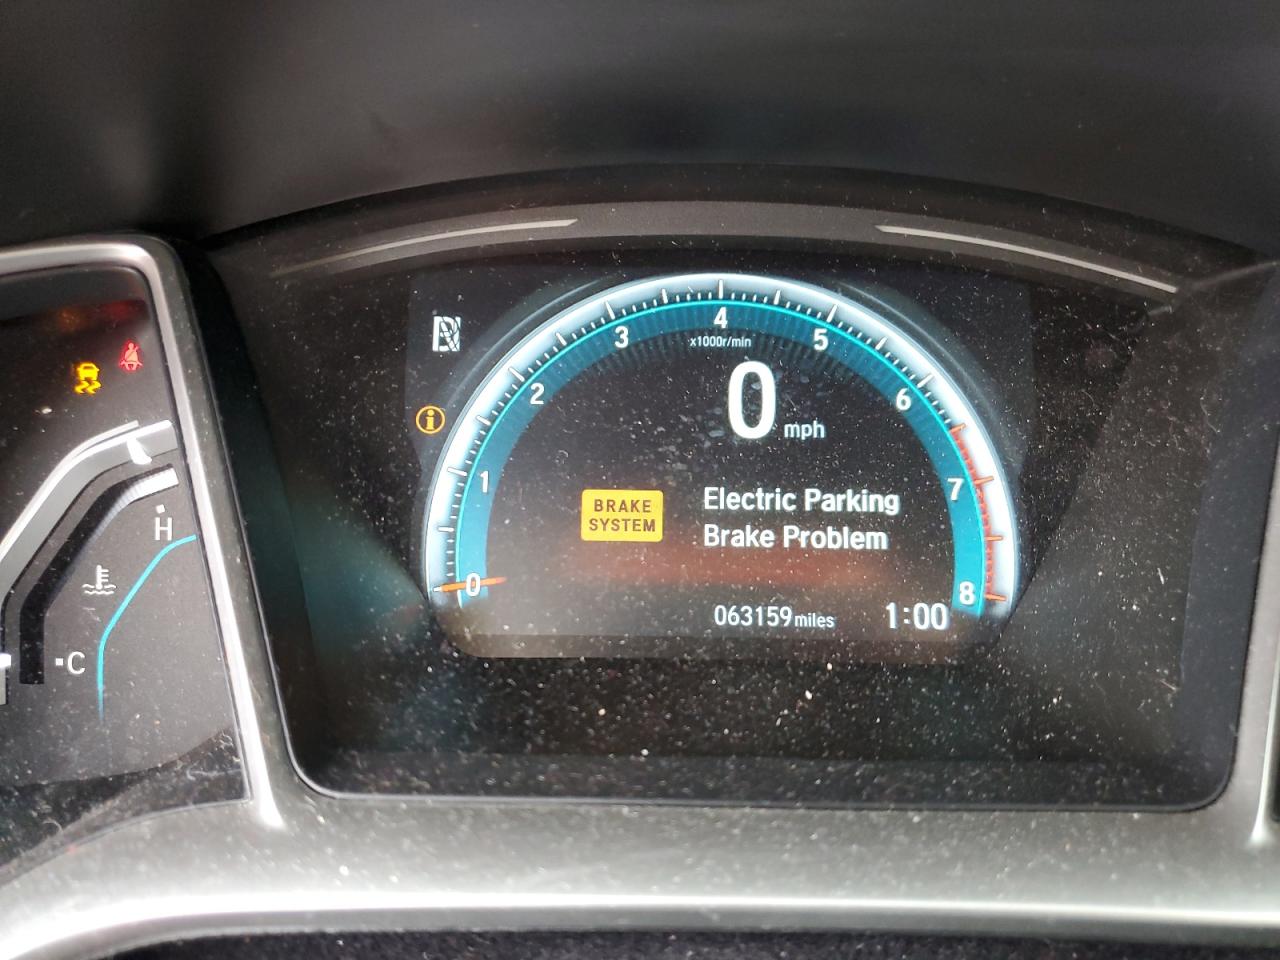 4
3
5
x1000r/min
2
6
0 mph
1
7
BRAKE
SYSTEM
Electric Parking
Brake Problem
H
0
8
063159 miles
1:00
C